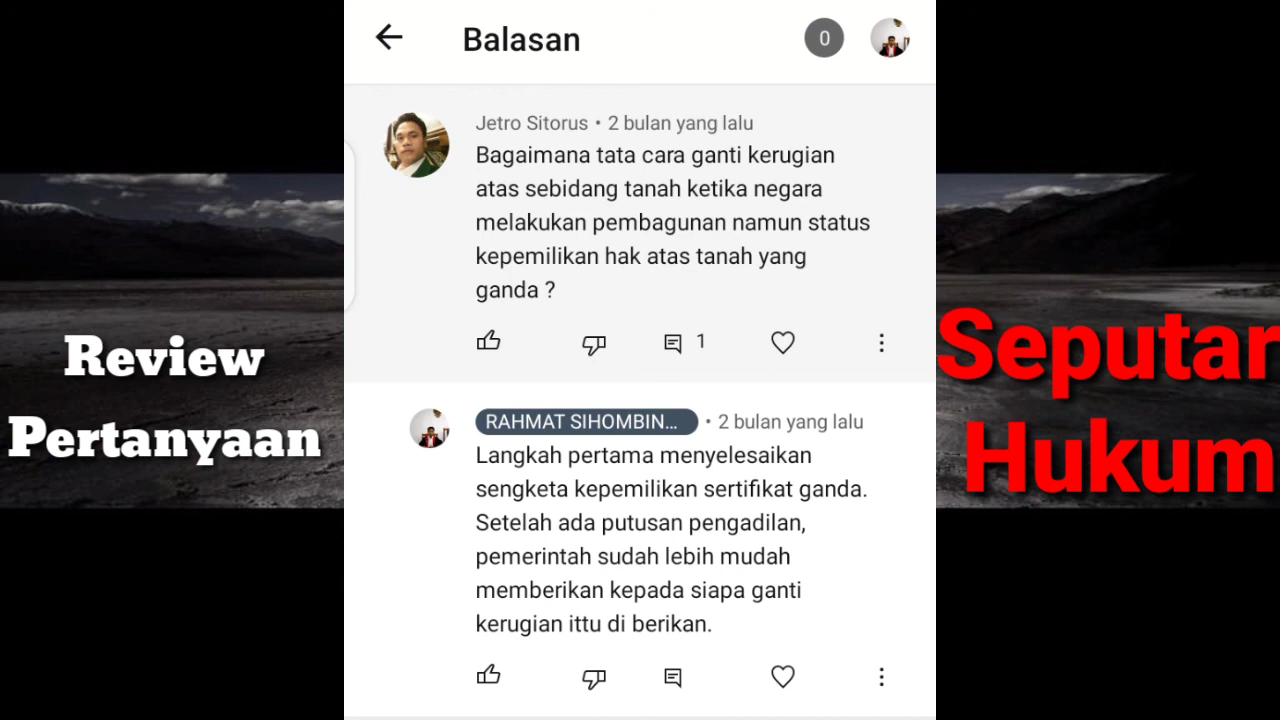 Balasan
0
Jetro Sitorus • 2 bulan yang lalu
Bagaimana tata cara ganti kerugian
atas sebidang tanah ketika negara
melakukan pembagunan namun status
kepemilikan hak atas tanah yang
ganda ?
1
RAHMAT SIHOMBIN... • 2 bulan yang lalu
Langkah pertama menyelesaikan
sengketa kepemilikan sertifikat ganda.
Setelah ada putusan pengadilan,
pemerintah sudah lebih mudah
memberikan kepada siapa ganti
kerugian ittu di berikan.
Review
Pertanyaan
Seputar
Hukum